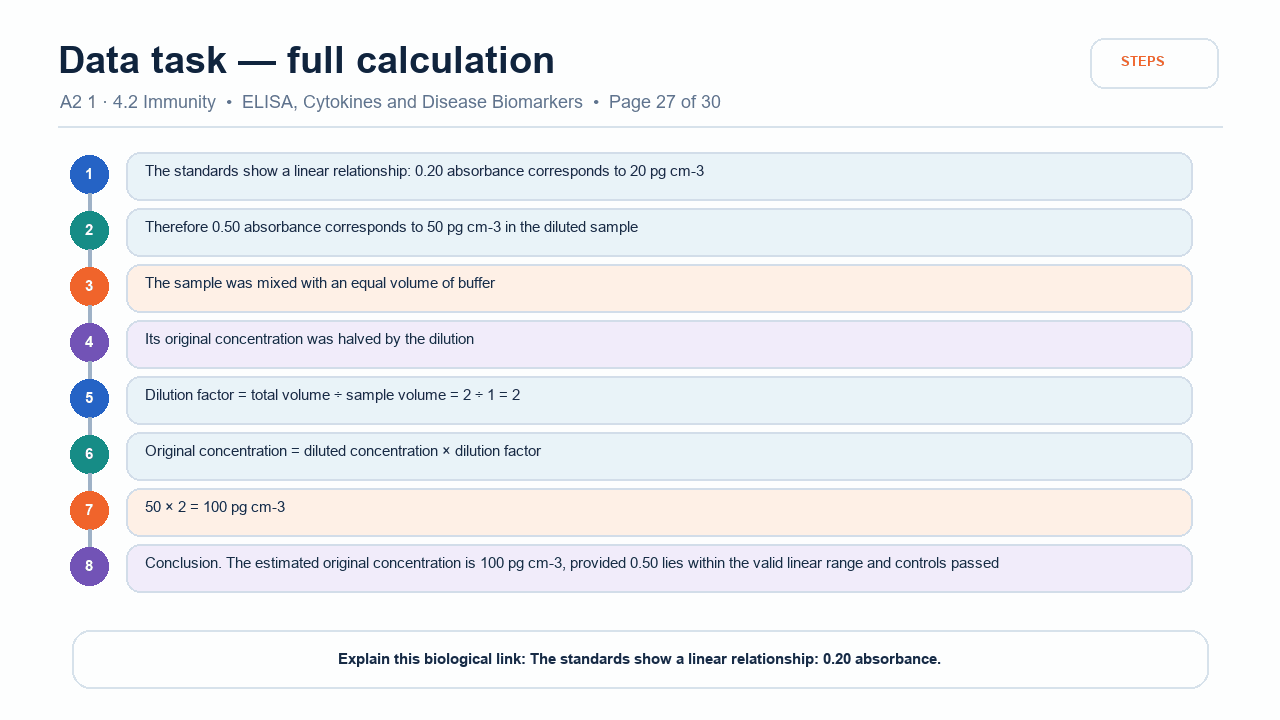 Data task — full calculation
STEPS
A2 1 · 4.2 Immunity • ELISA, Cytokines and Disease Biomarkers • Page 27 of 30
1 The standards show a linear relationship: 0.20 absorbance corresponds to 20 pg cm-3
2 Therefore 0.50 absorbance corresponds to 50 pg cm-3 in the diluted sample
3 The sample was mixed with an equal volume of buffer
4 Its original concentration was halved by the dilution
5 Dilution factor = total volume ÷ sample volume = 2 ÷ 1 = 2
6 Original concentration = diluted concentration × dilution factor
7 50 × 2 = 100 pg cm-3
8 Conclusion. The estimated original concentration is 100 pg cm-3, provided 0.50 lies within the valid linear range and controls passed
Explain this biological link: The standards show a linear relationship: 0.20 absorbance.